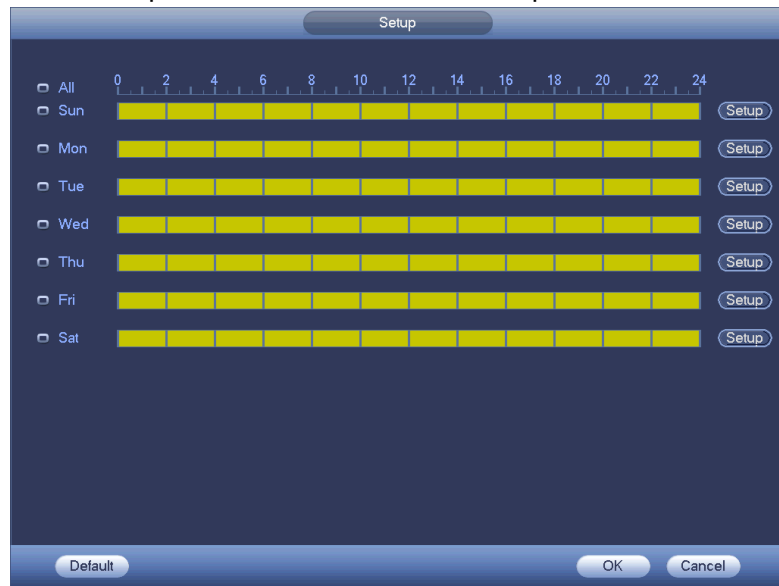 Setup
All 0 2 4 6 8 10 12 14 16 18 20 22 24
Sun Setup
Mon Setup
Tue Setup
Wed Setup
Thu Setup
Fri Setup
Sat Setup
Default OK Cancel